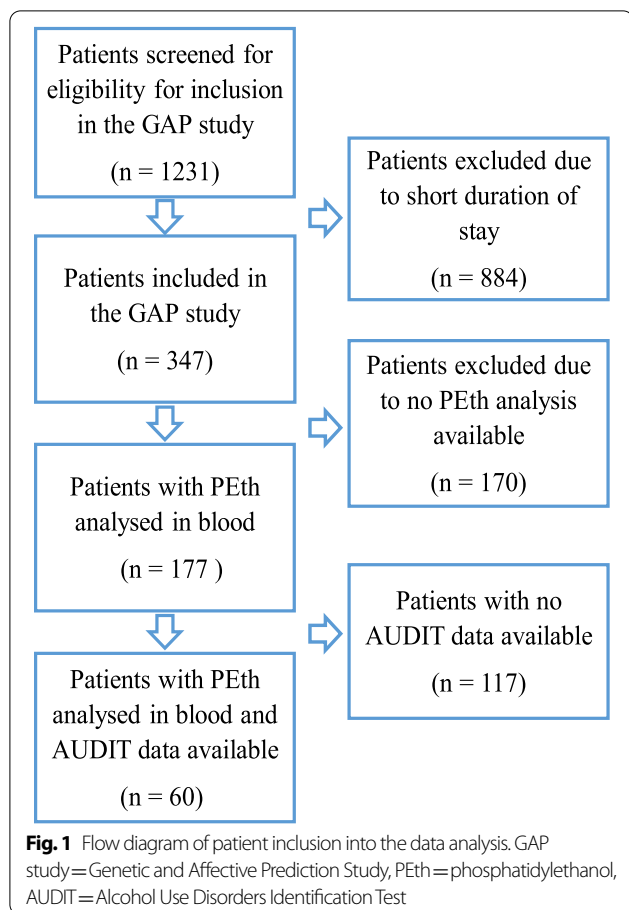 Patients screened for
eligibility for inclusion
in the GAP study
(n = 1231)
Patients excluded due
to short duration of
stay
(n = 884)
Patients included in
the GAP study
(n = 347)
Patients excluded due
to no PEth analysis
available
(n = 170)
Patients with PEth
analysed in blood
(n = 177 )
Patients with no
AUDIT data available
(n = 117)
Patients with PEth
analysed in blood and
AUDIT data available
(n = 60)
Fig. 1 Flow diagram of patient inclusion into the data analysis. GAP
study = Genetic and Affective Prediction Study, PEth = phosphatidylethanol,
AUDIT = Alcohol Use Disorders Identification Test